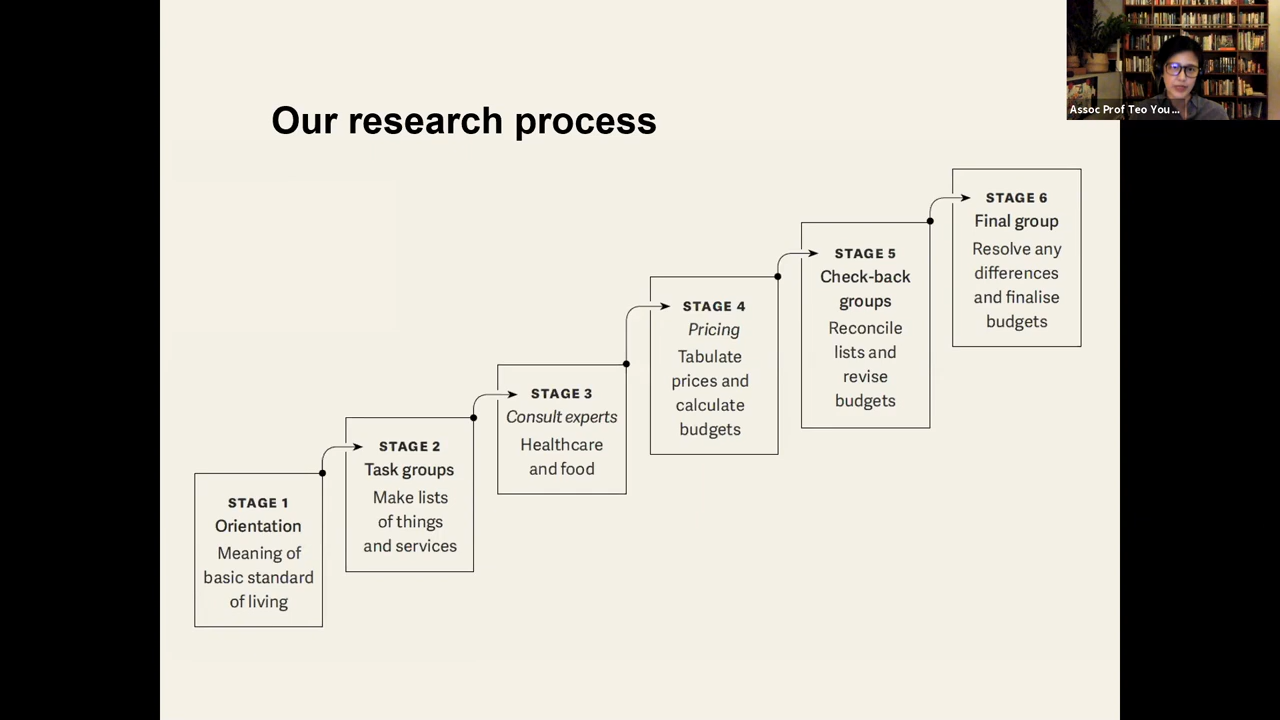 Our research process
Assoc Prof Teo You ...
STAGE 1
Orientation
Meaning of
basic standard
of living
STAGE 2
Task groups
Make lists
of things
and services
STAGE 3
Consult experts
Healthcare
and food
STAGE 4
Pricing
Tabulate
prices and
calculate
budgets
STAGE 5
Check-back
groups
Reconcile
lists and
revise
budgets
STAGE 6
Final group
Resolve any
differences
and finalise
budgets